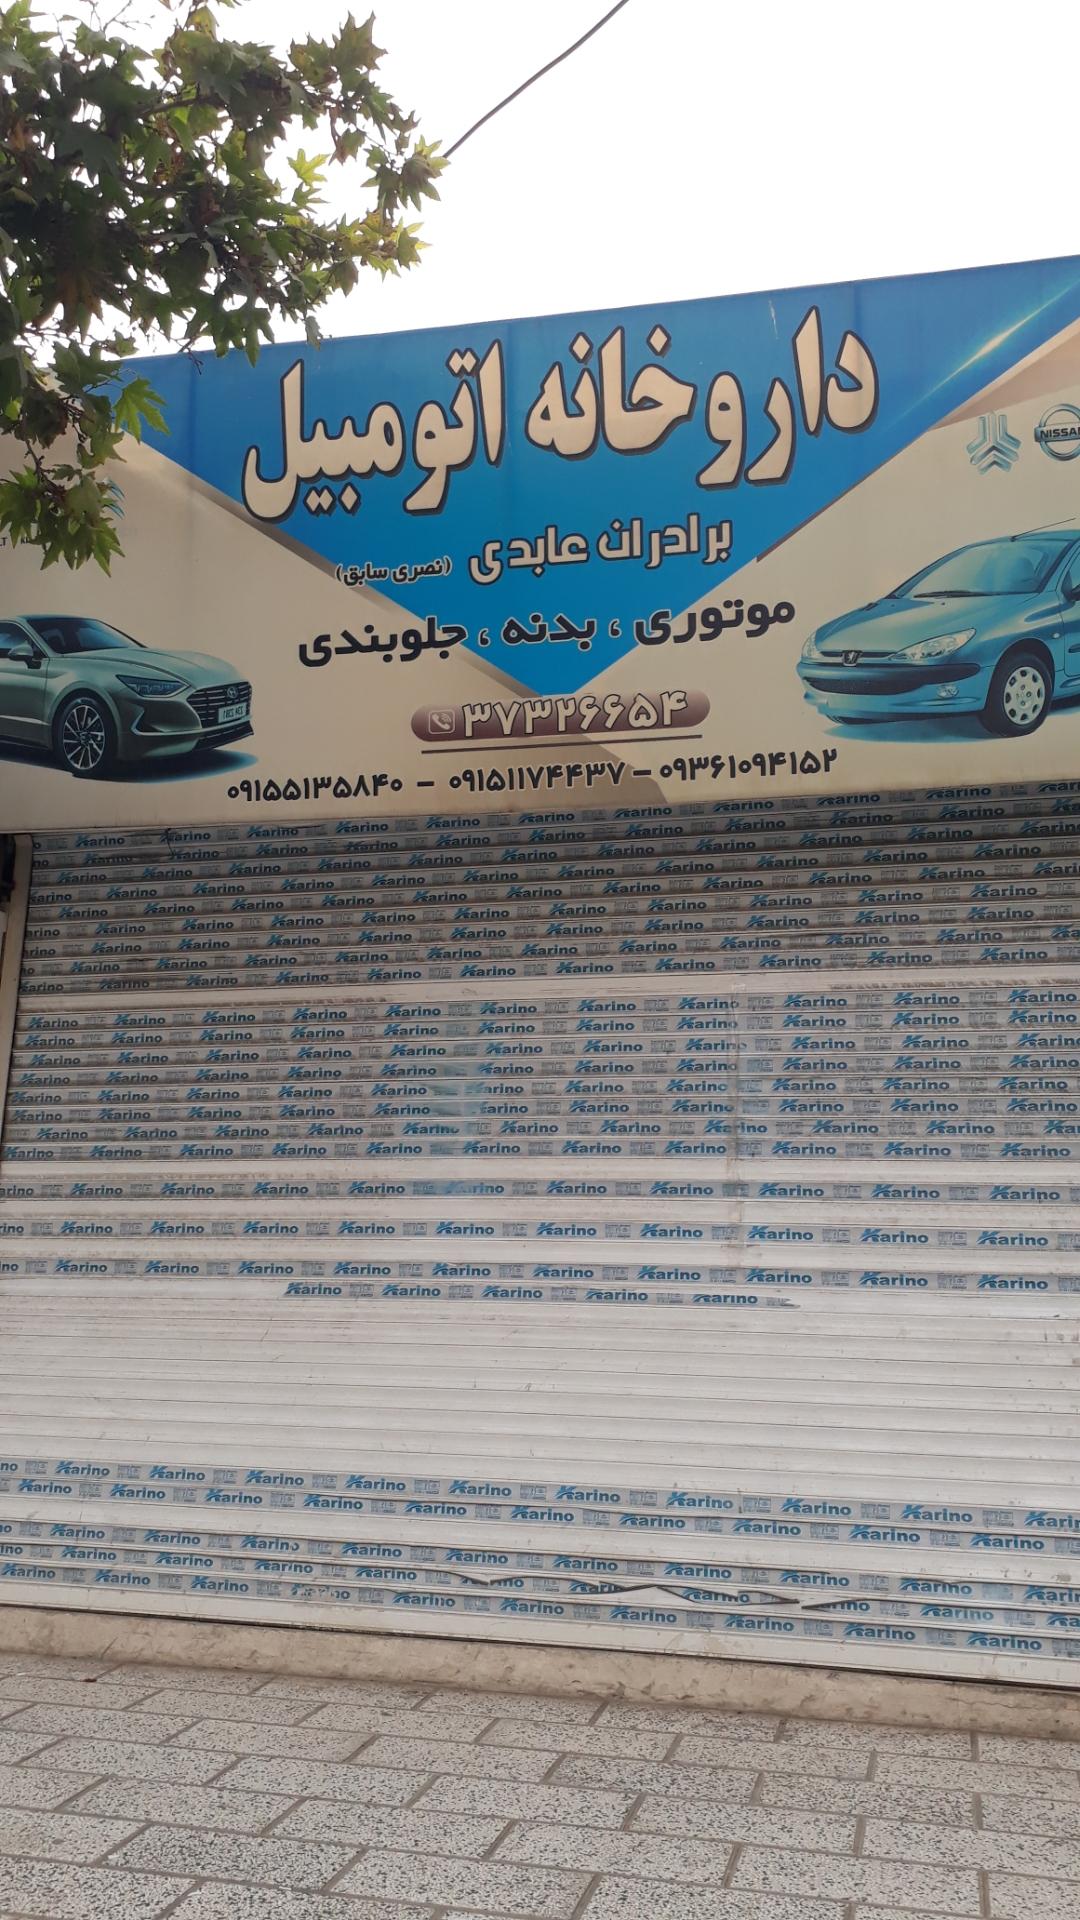 داروخانه اتومبیل
NISSAN
برادران عابدی (نصری سابق)
موتوری ، بدنه ، جلوبندی
۳۷۳۲۶۶۵۴
۰۹۱۵۵۱۳۵۸۴۰ - ۰۹۱۵۱۱۷۴۴۳۷ - ۰۹۳۶۱۰۹۴۱۵۲
Karino